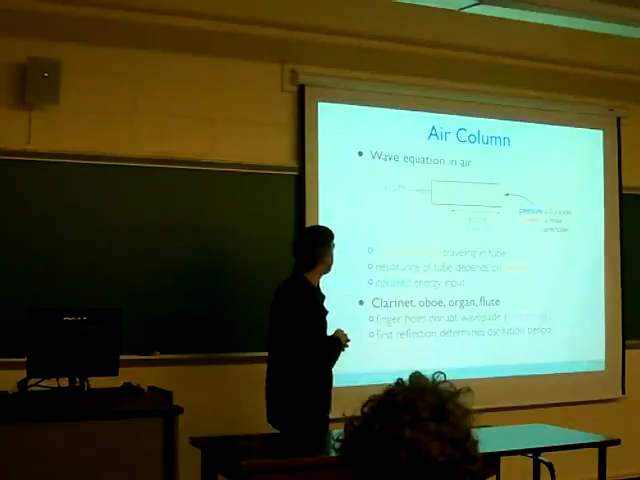 Air Column
• Wave equation in air
pressure
traveling in tube
resonance of tube depends on
coupled energy input
• Clarinet, oboe, organ, flute
finger holes disrupt waveguide
first reflection determines oscillation period